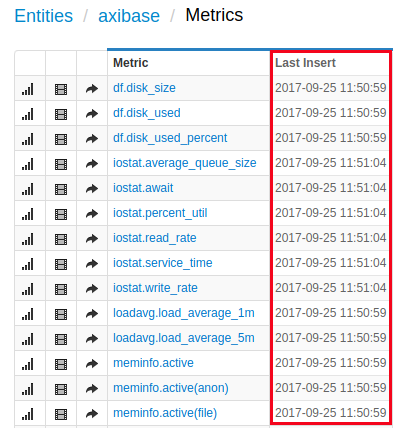 Entities / axibase / Metrics
Metric Last Insert
df.disk_size 2017-09-25 11:50:59
df.disk_used 2017-09-25 11:50:59
df.disk_used_percent 2017-09-25 11:50:59
iostat.average_queue_size 2017-09-25 11:51:04
iostat.await 2017-09-25 11:51:04
iostat.percent_util 2017-09-25 11:51:04
iostat.read_rate 2017-09-25 11:51:04
iostat.service_time 2017-09-25 11:51:04
iostat.write_rate 2017-09-25 11:51:04
loadavg.load_average_1m 2017-09-25 11:50:59
loadavg.load_average_5m 2017-09-25 11:50:59
meminfo.active 2017-09-25 11:50:59
meminfo.active(anon) 2017-09-25 11:50:59
meminfo.active(file) 2017-09-25 11:50:59